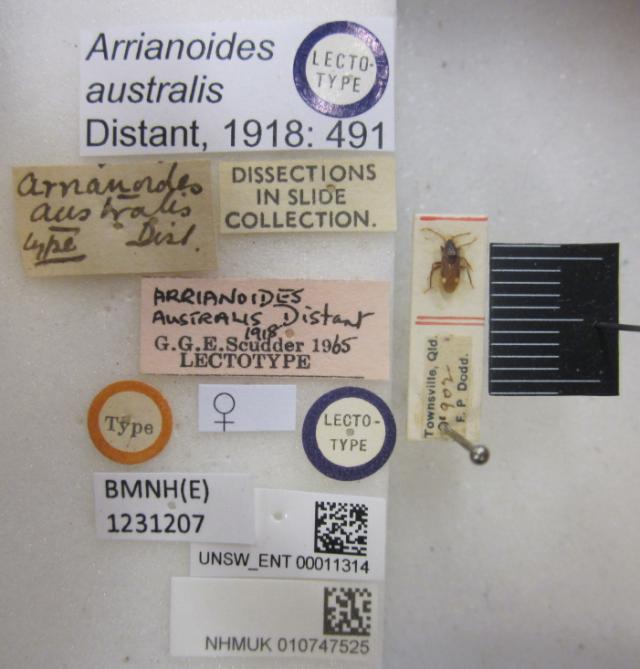 Arrianoides
australis
Distant, 1918: 491
LECTO-
TYPE
Arrianoides
australis
type Dist.
DISSECTIONS
IN SLIDE
COLLECTION.
ARRIANOIDES
AUSTRALIS Distant
1918
G.G.E. Scudder 1965
LECTOTYPE
Type
♀
LECTO-
TYPE
BMNH(E)
1231207
UNSW_ENT 00011314
NHMUK 010747525
Townsville, Qld.
902
F. P. Dodd.